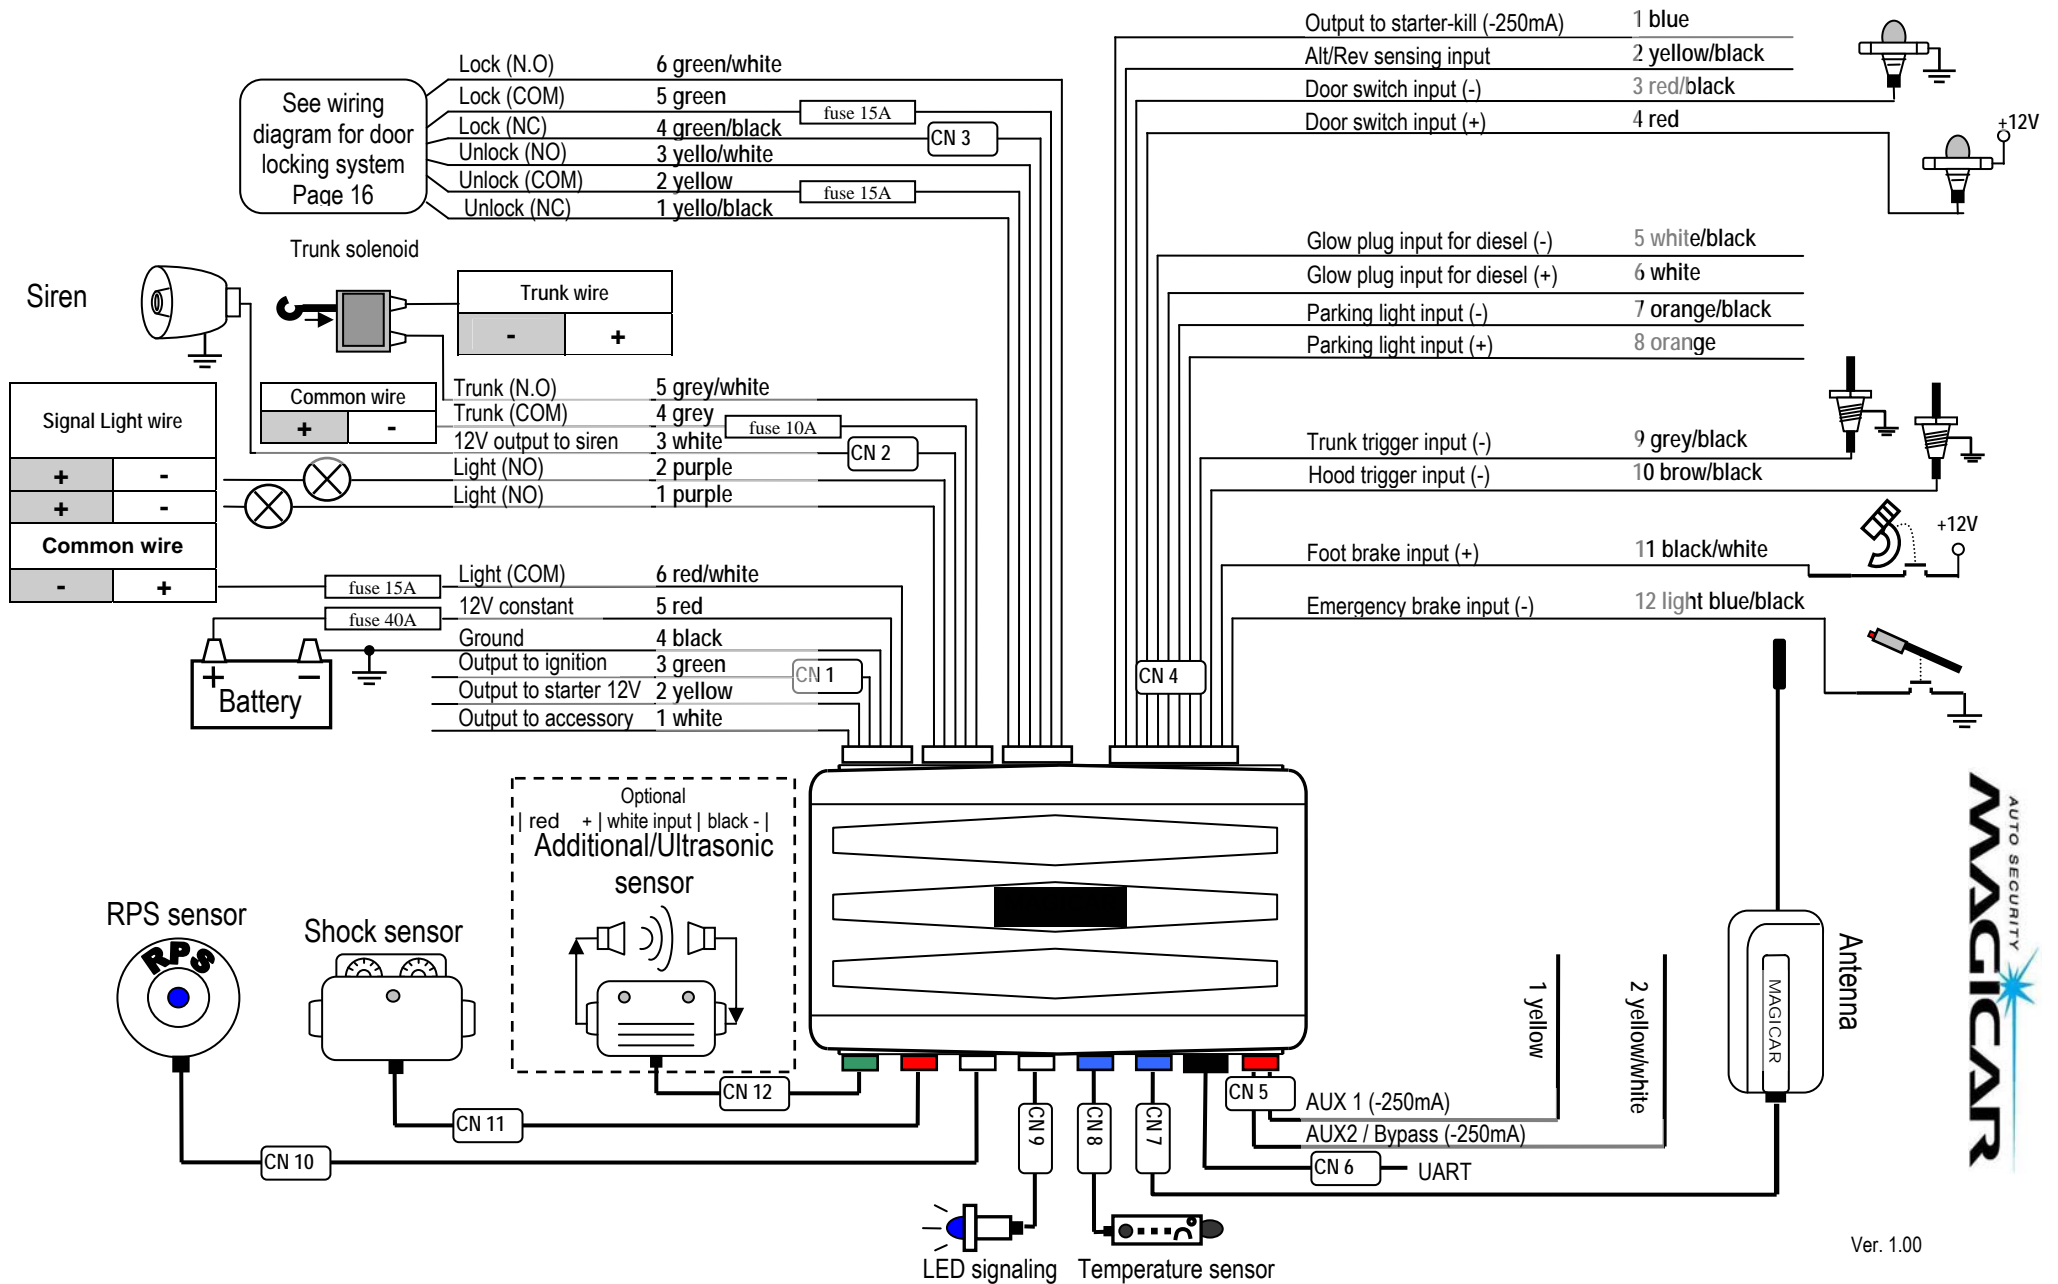 Output to starter-kill (-250mA) 1 blue
Alt/Rev sensing input 2 yellow/black
Door switch input (-) 3 red/black
Door switch input (+) 4 red
+12V
Lock (N.O) 6 green/white
Lock (COM) 5 green
fuse 15A
Lock (NC) 4 green/black
CN 3
Unlock (NO) 3 yello/white
Unlock (COM) 2 yellow
fuse 15A
Unlock (NC) 1 yello/black
See wiring
diagram for door
locking system
Page 16
Glow plug input for diesel (-) 5 white/black
Glow plug input for diesel (+) 6 white
Parking light input (-) 7 orange/black
Parking light input (+) 8 orange
Trunk solenoid
Siren
Trunk wire
- +
Common wire
+ -
Trunk (N.O) 5 grey/white
Trunk (COM) 4 grey
fuse 10A
12V output to siren 3 white
CN 2
Light (NO) 2 purple
Light (NO) 1 purple
Signal Light wire
+ -
+ -
Common wire
- +
Trunk trigger input (-) 9 grey/black
Hood trigger input (-) 10 brow/black
Foot brake input (+) 11 black/white
+12V
Emergency brake input (-) 12 light blue/black
CN 4
fuse 15A
Light (COM) 6 red/white
fuse 40A
12V constant 5 red
Ground 4 black
Output to ignition 3 green
CN 1
Output to starter 12V 2 yellow
Output to accessory 1 white
+ −
Battery
Optional
| red + | white input | black - |
Additional/Ultrasonic
sensor
RPS sensor
RPS
Shock sensor
CN 12
CN 11
CN 10
CN 9
CN 8
CN 7
CN 5
AUX 1 (-250mA)
AUX2 / Bypass (-250mA)
1 yellow
2 yellow/white
CN 6
UART
Antenna
MAGICAR
AUTO SECURITY
MAGICAR
LED signaling
Temperature sensor
Ver. 1.00